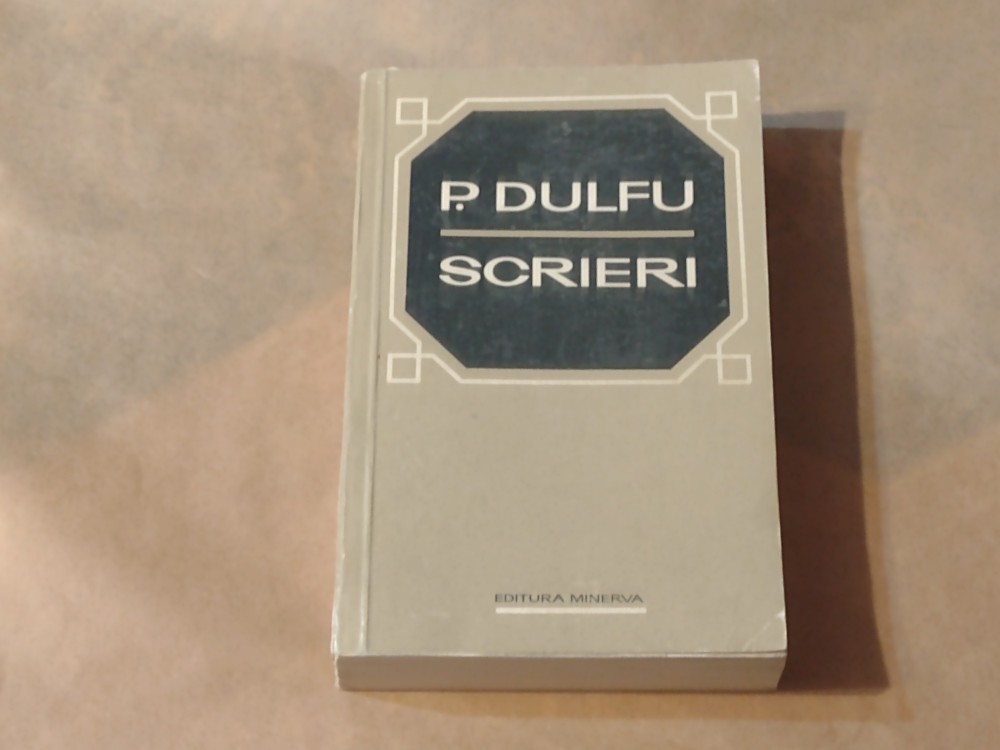 P. DULFU
SCRIERI
EDITURA MINERVA